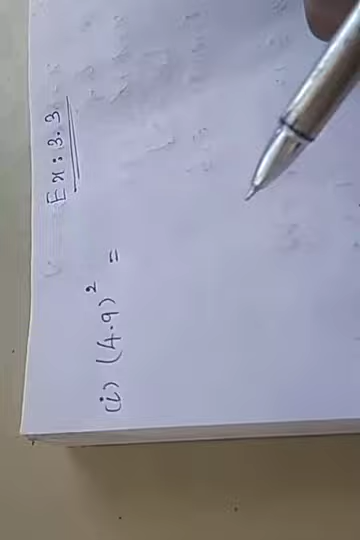 Ex: 3.3
(i) (4.9)² =